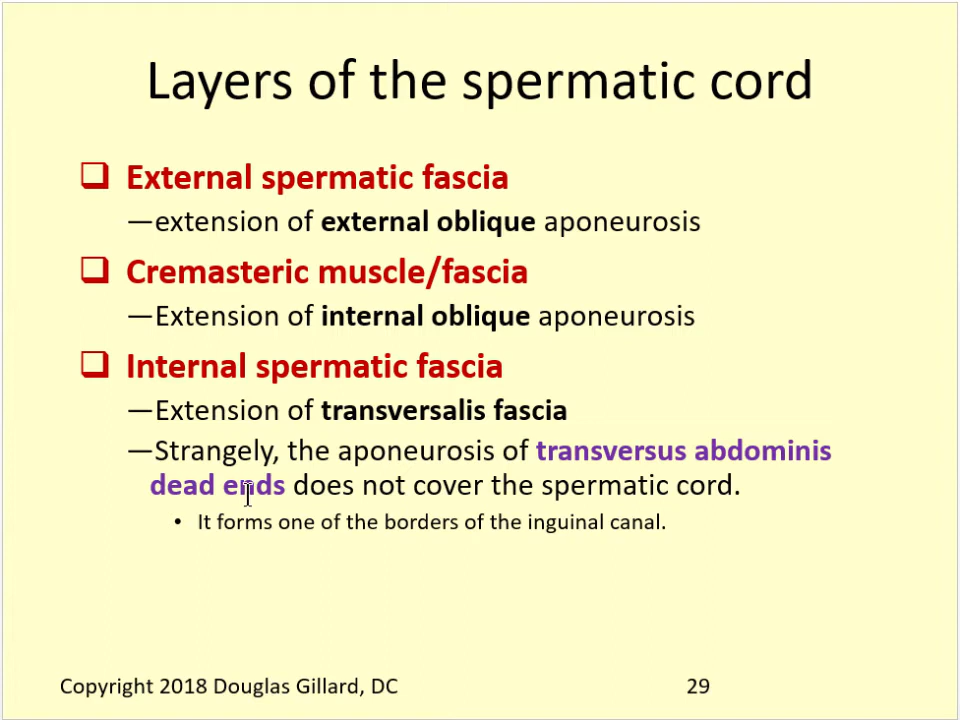 Layers of the spermatic cord
❑ External spermatic fascia
—extension of external oblique aponeurosis
❑ Cremasteric muscle/fascia
—Extension of internal oblique aponeurosis
❑ Internal spermatic fascia
—Extension of transversalis fascia
—Strangely, the aponeurosis of transversus abdominis
dead ends does not cover the spermatic cord.
• It forms one of the borders of the inguinal canal.
Copyright 2018 Douglas Gillard, DC 29